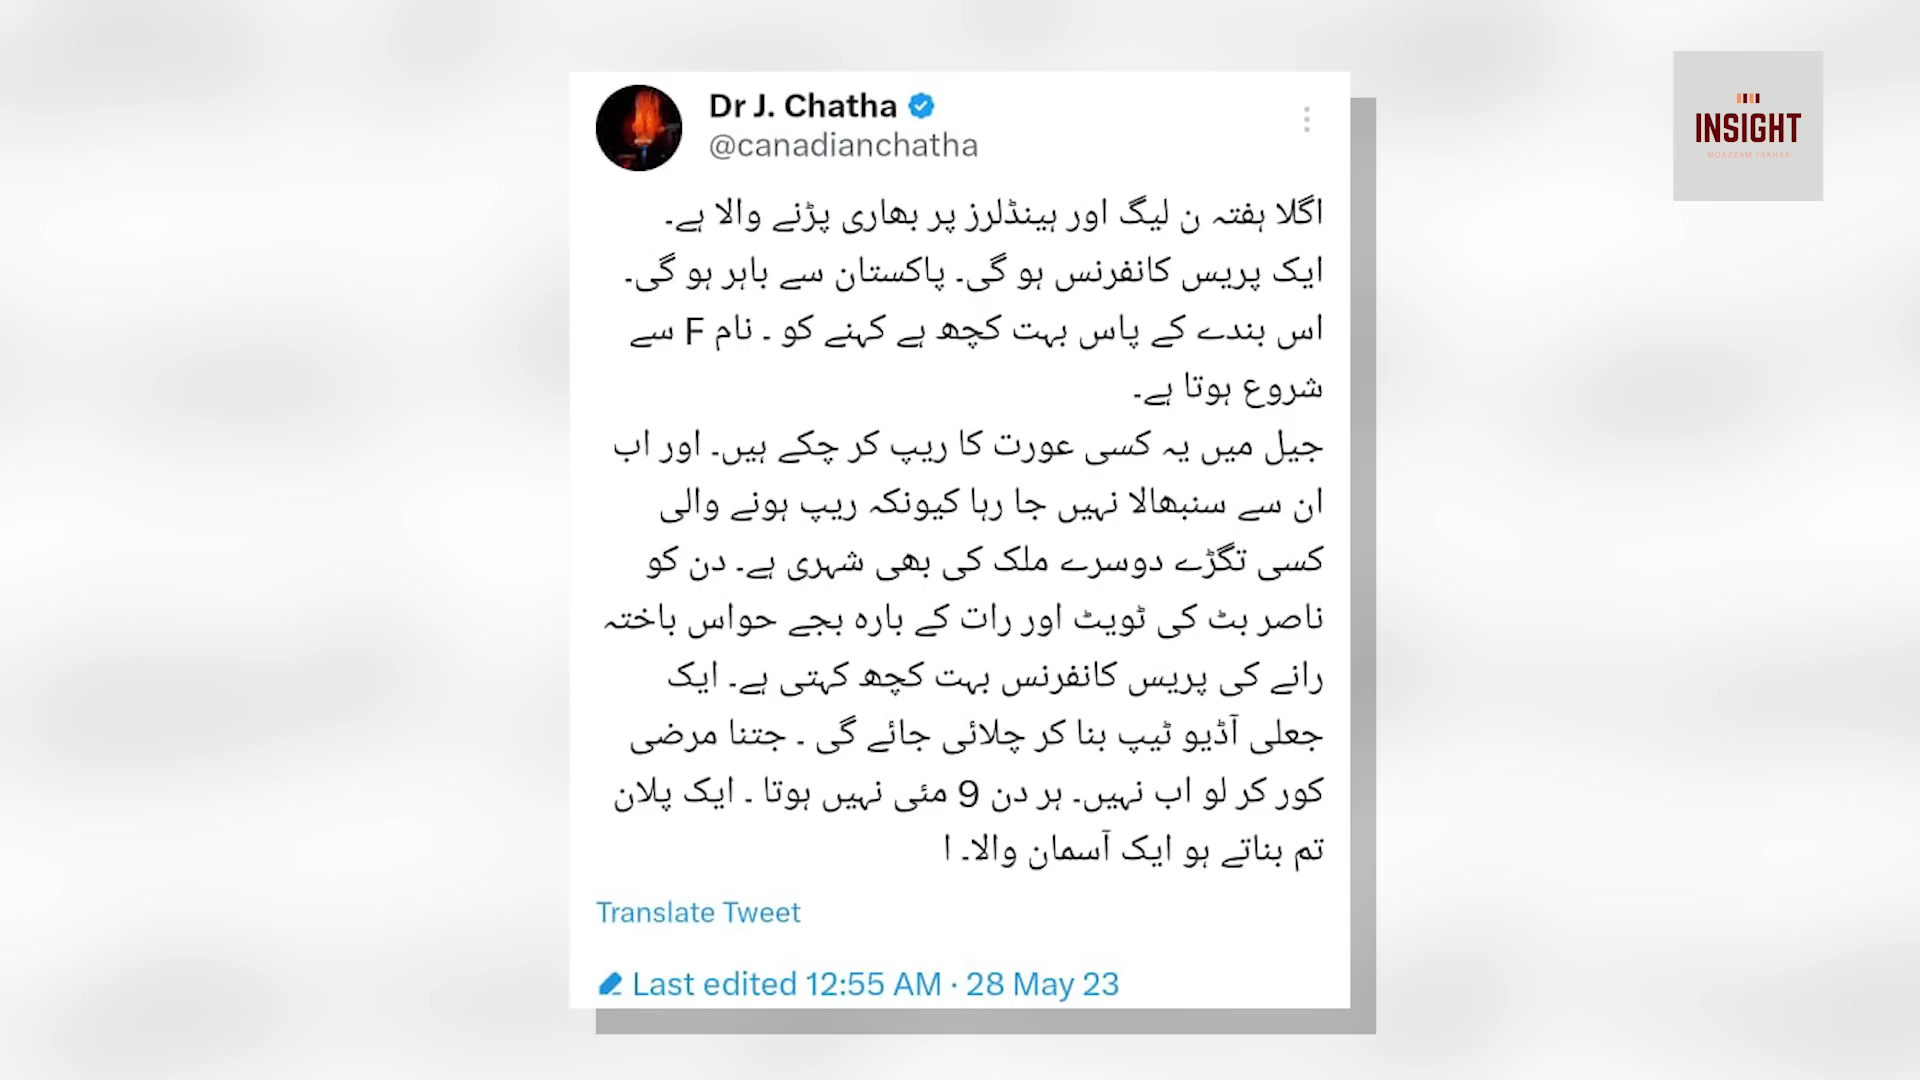 Dr J. Chatha
@canadianchatha
اگلا ہفتہ ن لیگ اور ہینڈلرز پر بھاری پڑنے والا ہے۔
ایک پریس کانفرنس ہو گی۔ پاکستان سے باہر ہو گی۔
اس بندے کے پاس بہت کچھ ہے کہنے کو ۔ نام F سے
شروع ہوتا ہے۔
جیل میں یہ کسی عورت کا ریپ کر چکے ہیں۔ اور اب
ان سے سنبھالا نہیں جا رہا کیونکہ ریپ ہونے والی
کسی تگڑے دوسرے ملک کی بھی شہری ہے۔ دن کو
ناصر بٹ کی ٹویٹ اور رات کے بارہ بجے حواس باختہ
رانے کی پریس کانفرنس بہت کچھ کہتی ہے۔ ایک
جعلی آڈیو ٹیپ بنا کر چلائی جائے گی ۔ جتنا مرضی
کور کر لو اب نہیں۔ ہر دن 9 مئی نہیں ہوتا ۔ ایک پلان
تم بناتے ہو ایک آسمان والا۔ ا
Translate Tweet
Last edited 12:55 AM · 28 May 23
INSIGHT
MOAZZAM FAKHAR